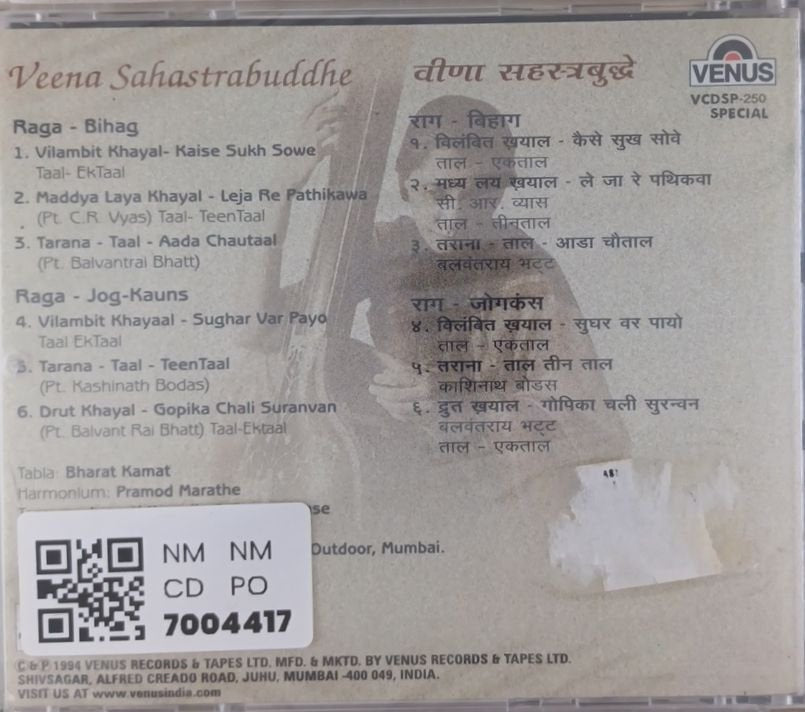 Veena Sahastrabuddhe
Raga - Bihag
1. Vilambit Khayal- Kaise Sukh Sowe
Taal- EkTaal
2. Maddya Laya Khayal - Leja Re Pathikawa
(Pt. C.R. Vyas) Taal- TeenTaal
3. Tarana - Taal - Aada Chautaal
(Pt. Balvantrai Bhatt)
Raga - Jog-Kauns
4. Vilambit Khayaal - Sughar Var Payo
Taal EkTaal
5. Tarana - Taal - TeenTaal
(Pt. Kashinath Bodas)
6. Drut Khayal - Gopika Chali Suranvan
(Pt. Balvant Rai Bhatt) Taal-Ektaal
Tabla: Bharat Kamat
Harmonium: Pramod Marathe
Outdoor, Mumbai.
वीणा सहस्त्रबुद्धे
राग - बिहाग
१. विलंबित ख़याल - कैसे सुख सोवे
ताल - एकताल
२. मध्य लय ख़याल - ले जा रे पथिकवा
सी. आर. व्यास
ताल - तीनताल
३. तराना - ताल - आडा चौताल
बलवंतराय भट्ट
राग - जोगकंस
४. विलंबित ख़याल - सुघर वर पायो
ताल - एकताल
५. तराना - ताल तीन ताल
काशिनाथ बोडस
६. द्रुत ख़याल - गोपिका चली सुरन्वन
बलवंतराय भट्ट
ताल - एकताल
VENUS
VCDSP-250
SPECIAL
NM NM
CD PO
7004417
C & P 1994 VENUS RECORDS & TAPES LTD. MFD. & MKTD. BY VENUS RECORDS & TAPES LTD.
SHIVSAGAR, ALFRED CREADO ROAD, JUHU, MUMBAI -400 049, INDIA.
VISIT US AT www.venusindia.com